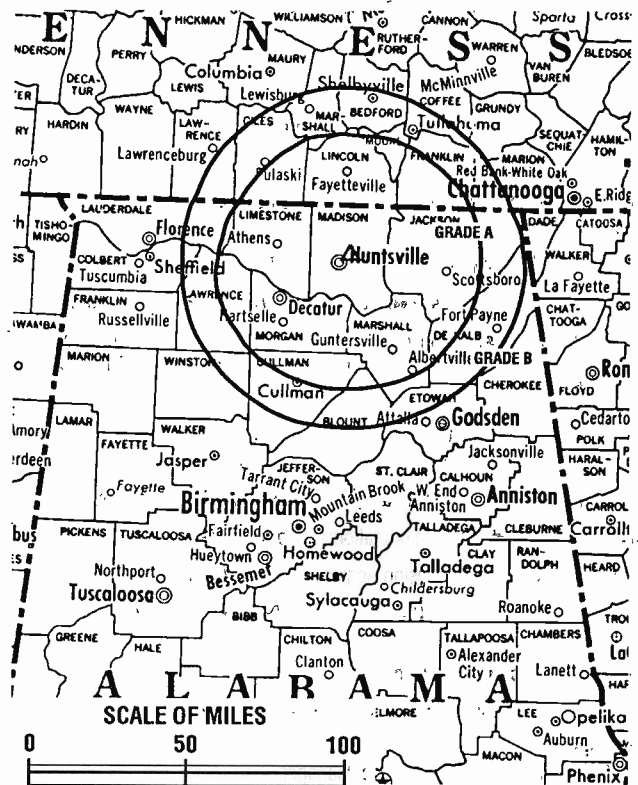 HICKMAN
WILLIAMSON
CANNON
Sparta
E N N E S S
RUTHER-
FORD
WARREN
BLEDSOE
PERRY
MAURY
VAN
BUREN
DECA-
TUR
Columbia
LEWIS
Shelbyville
McMinnville
Lewisburg
COFFEE
GRUNDY
WAYNE
LAW-
RENCE
GILES
MAR-
SHALL
BEDFORD
Tullahoma
HARDIN
SEQUAT-
CHIE
HAMIL-
TON
MOORE
Lawrenceburg
LINCOLN
FRANKLIN
MARION
Pulaski
Fayetteville
Red Bank-White Oak
Chattanooga
E.Ridg
LAUDERDALE
LIMESTONE
MADISON
JACKSON
DADE
CATOOSA
TISHO-
MINGO
Florence
Athens
GRADE A
Huntsville
WALKER
COLBERT
Sheffield
Tuscumbia
Scottsboro
La Fayette
FRANKLIN
LAWRENCE
Decatur
Fort Payne
CHAT-
TOOGA
Russellville
Hartselle
MORGAN
MARSHALL
DE KALB
Guntersville
MARION
WINSTON
CULLMAN
Albertville
GRADE B
Cullman
CHEROKEE
FLOYD
Rom
ETOWAH
LAMAR
WALKER
BLOUNT
Attalla
Godsden
Cedarto
Amory
POLK
FAYETTE
Jacksonville
HARAL-
SON
Jasper
JEFFER-
SON
ST. CLAIR
CALHOUN
Tarrant City
Fayette
W. End
Anniston
Anniston
Birmingham
Mountain Brook
CARROL
PICKENS
TUSCALOOSA
Fairfield
Leeds
TALLADEGA
CLEBURNE
Carrollt
Hueytown
Homewood
CLAY
RAN-
DOLPH
Bessemer
Talladega
HEARD
Northport
SHELBY
Childersburg
Tuscaloosa
Sylacauga
Roanoke
BIBB
GREENE
HALE
CHILTON
COOSA
TALLAPOOSA
CHAMBERS
Clanton
Alexander
City
Lanett
A L A B A M A
SCALE OF MILES
ELMORE
LEE
Opelika
Auburn
0 50 100
MACON
Phenix